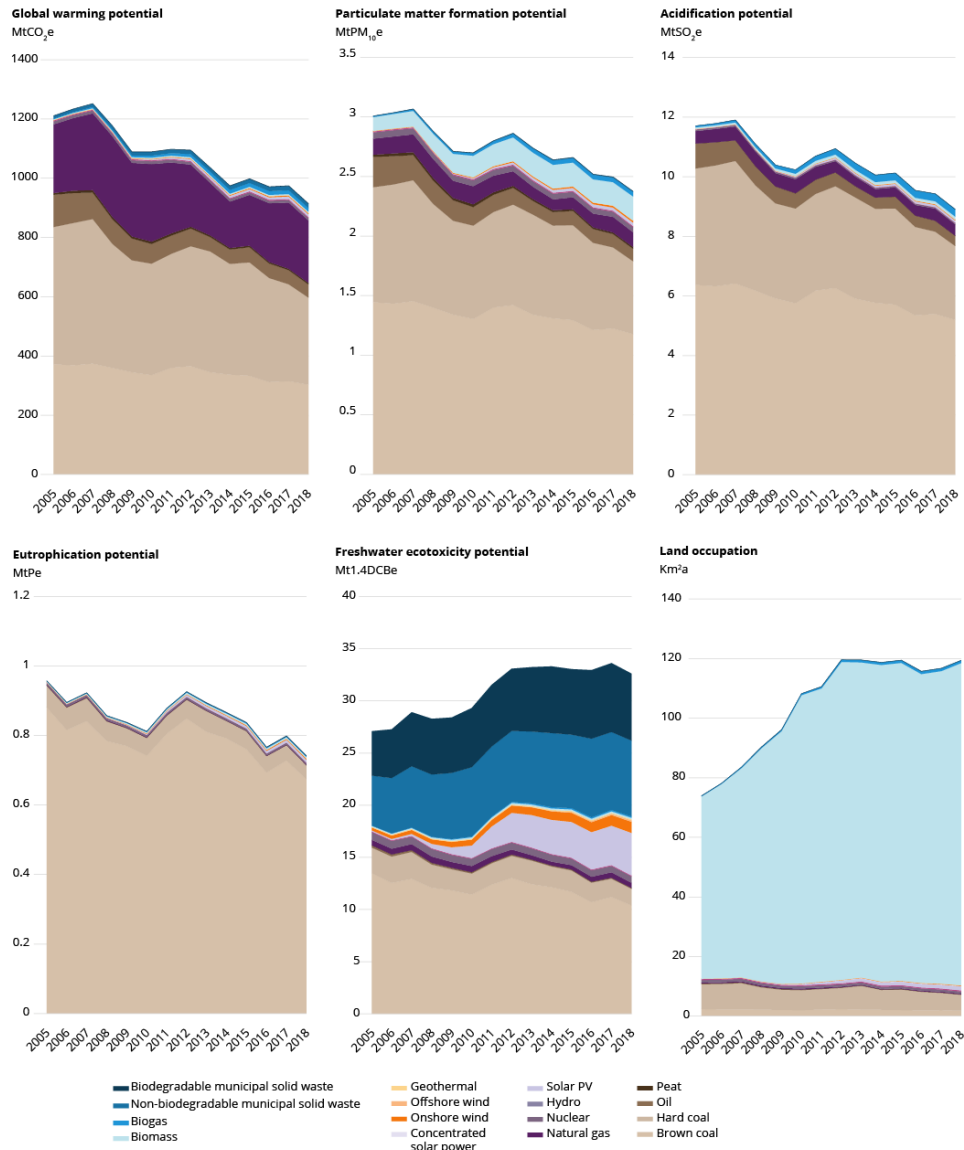 Global warming potential
MtCO₂e
1400
1200
1000
800
600
400
200
0
2005 2006 2007 2008 2009 2010 2011 2012 2013 2014 2015 2016 2017 2018
Particulate matter formation potential
MtPM₁₀e
3.5
3
2.5
2
1.5
1
0.5
0
2005 2006 2007 2008 2009 2010 2011 2012 2013 2014 2015 2016 2017 2018
Acidification potential
MtSO₂e
14
12
10
8
6
4
2
0
2005 2006 2007 2008 2009 2010 2011 2012 2013 2014 2015 2016 2017 2018
Eutrophication potential
MtPe
1.2
1
0.8
0.6
0.4
0.2
0
2005 2006 2007 2008 2009 2010 2011 2012 2013 2014 2015 2016 2017 2018
Freshwater ecotoxicity potential
Mt1.4DCBe
40
35
30
25
20
15
10
5
0
2005 2006 2007 2008 2009 2010 2011 2012 2013 2014 2015 2016 2017 2018
Land occupation
Km²a
140
120
100
80
60
40
20
0
2005 2006 2007 2008 2009 2010 2011 2012 2013 2014 2015 2016 2017 2018
Biodegradable municipal solid waste
Non-biodegradable municipal solid waste
Biogas
Biomass
Geothermal
Offshore wind
Onshore wind
Concentrated
solar power
Solar PV
Hydro
Nuclear
Natural gas
Peat
Oil
Hard coal
Brown coal